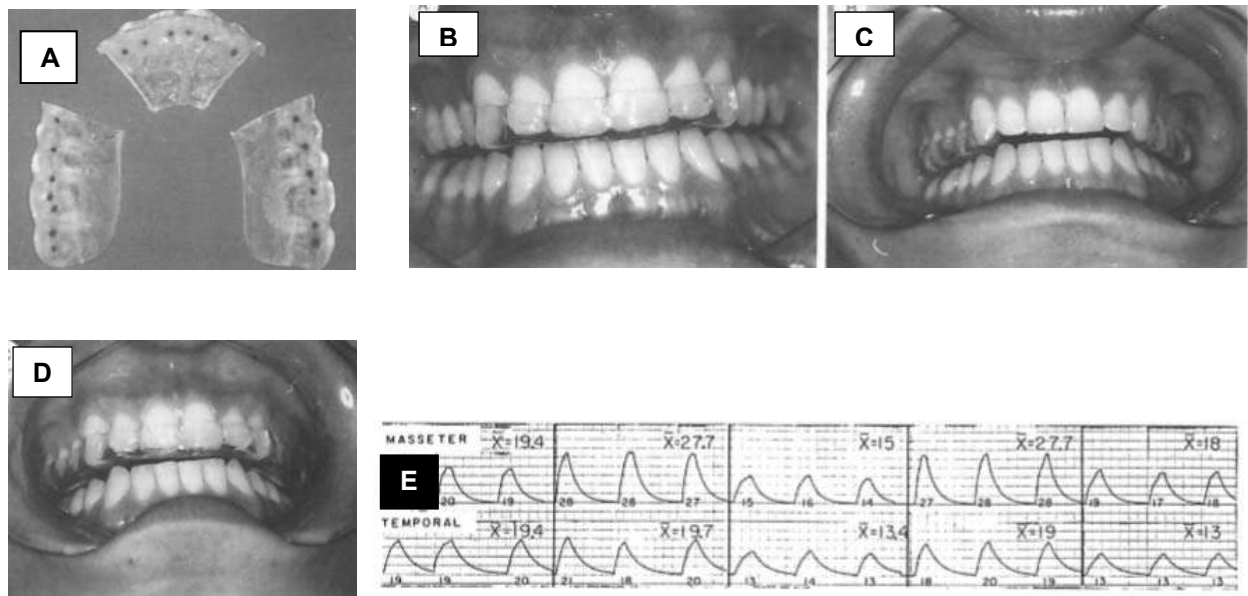 A
B
C
D
E
MASSETER X̄=19.4 X̄=27.7 X̄=15 X̄=27.7 X̄=18
20 19 28 28 27 15 16 14 27 28 28 19 17 18
TEMPORAL X̄=19.4 X̄=19.7 X̄=13.4 X̄=19 X̄=13
19 19 20 21 18 20 13 14 13 18 20 19 13 13 13